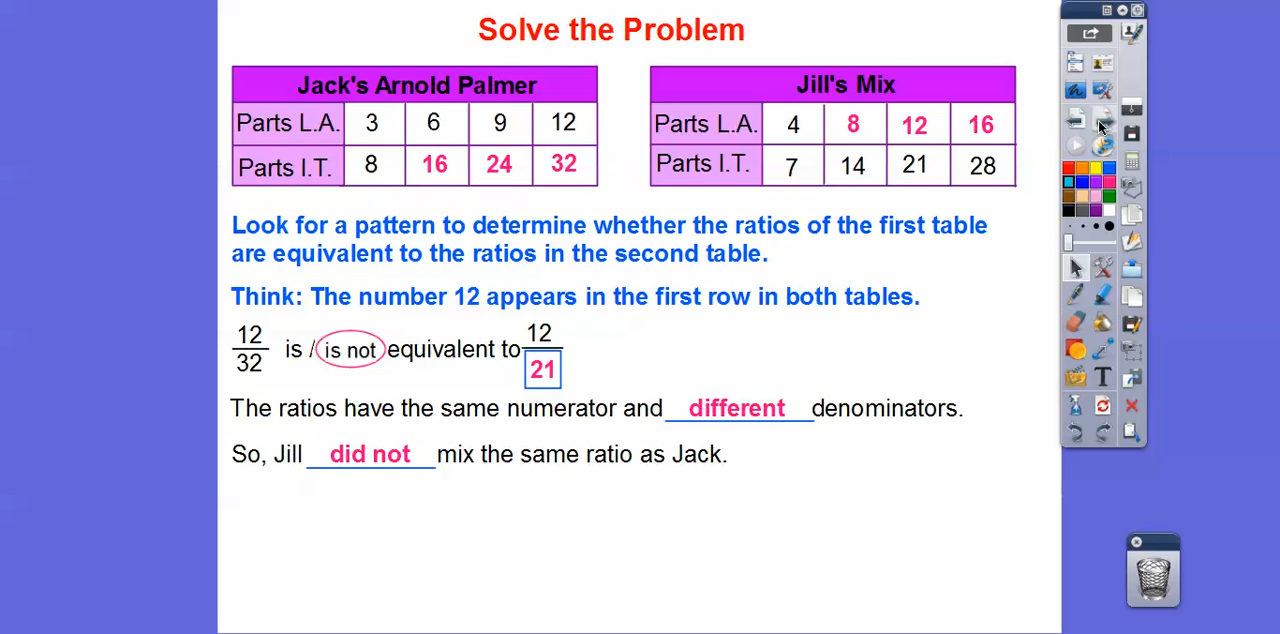 Solve the Problem
Jack's Arnold Palmer
Parts L.A. 3 6 9 12
Parts I.T. 8 16 24 32
Jill's Mix
Parts L.A. 4 8 12 16
Parts I.T. 7 14 21 28
Look for a pattern to determine whether the ratios of the first table
are equivalent to the ratios in the second table.
Think: The number 12 appears in the first row in both tables.
12/32 is / is not equivalent to 12/21
The ratios have the same numerator and different denominators.
So, Jill did not mix the same ratio as Jack.